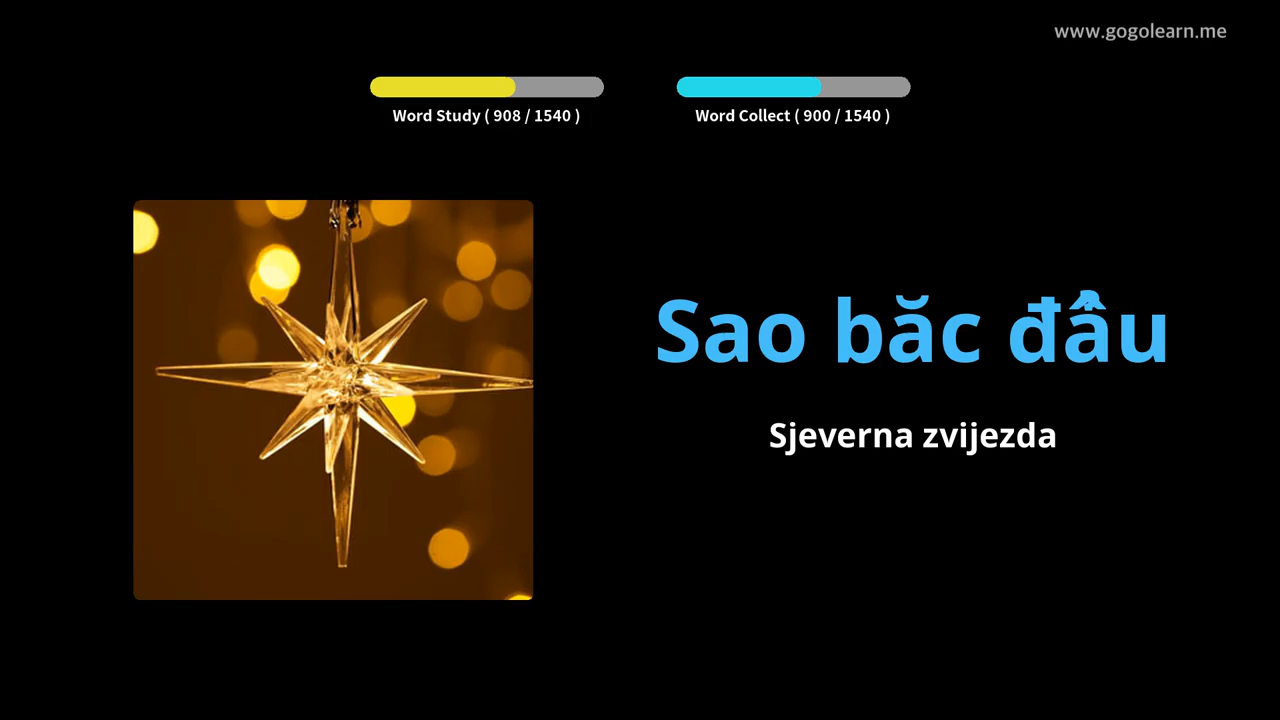 www.gogolearn.me
Word Study ( 908 / 1540 )
Word Collect ( 900 / 1540 )
Sao băc đẩu
Sjeverna zvijezda